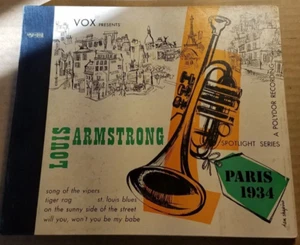 VOX PRESENTS
LOUIS ARMSTRONG
A POLYDOR RECORDING
SPOTLIGHT SERIES
PARIS
1934
song of the vipers
tiger rag st. louis blues
on the sunny side of the street
will you, won't you be my babe